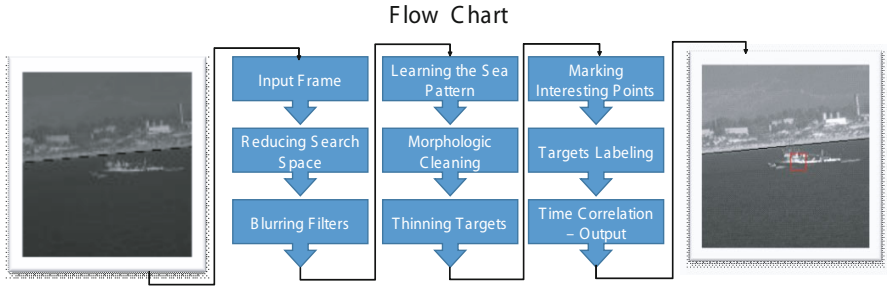 Flow Chart
Input Frame
Reducing Search
Space
Blurring Filters
Learning the Sea
Pattern
Morphologic
Cleaning
Thinning Targets
Marking
Interesting Points
Targets Labeling
Time Correlation
– Output